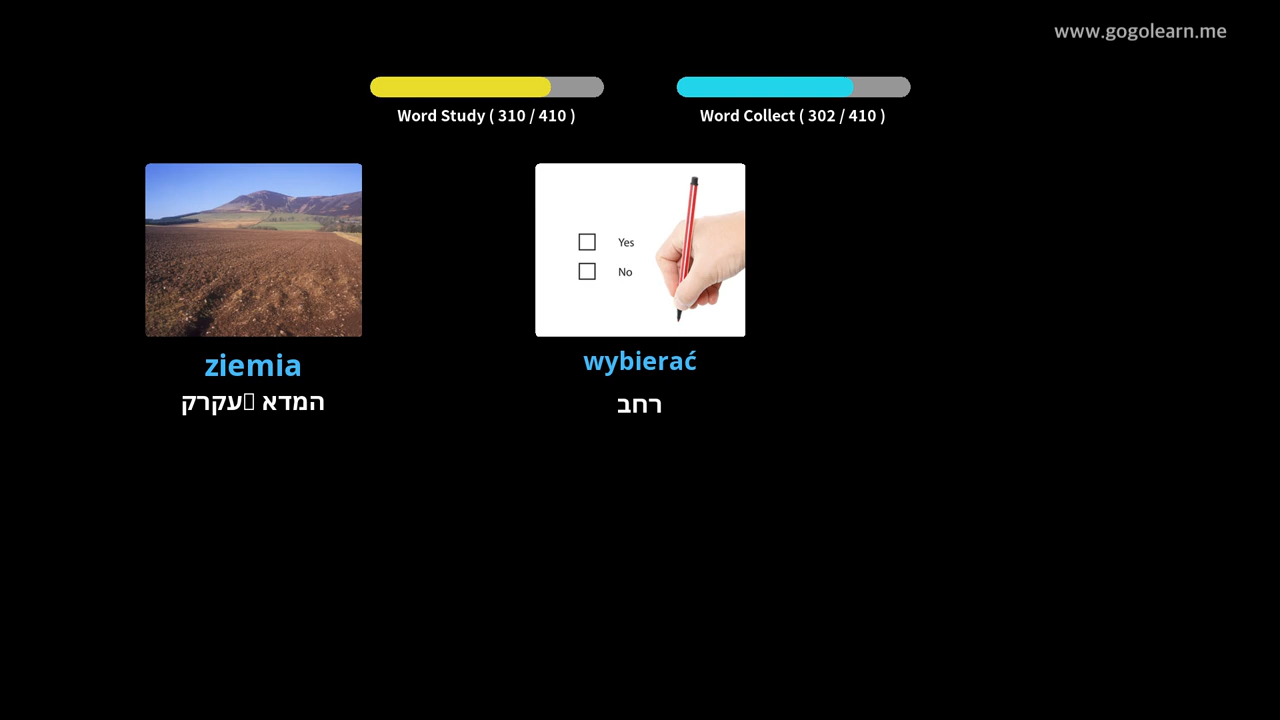 www.gogolearn.me
Word Study ( 310 / 410 )
Word Collect ( 302 / 410 )
Yes
No
ziemia
המדא ▯עקרק
wybierać
רחב